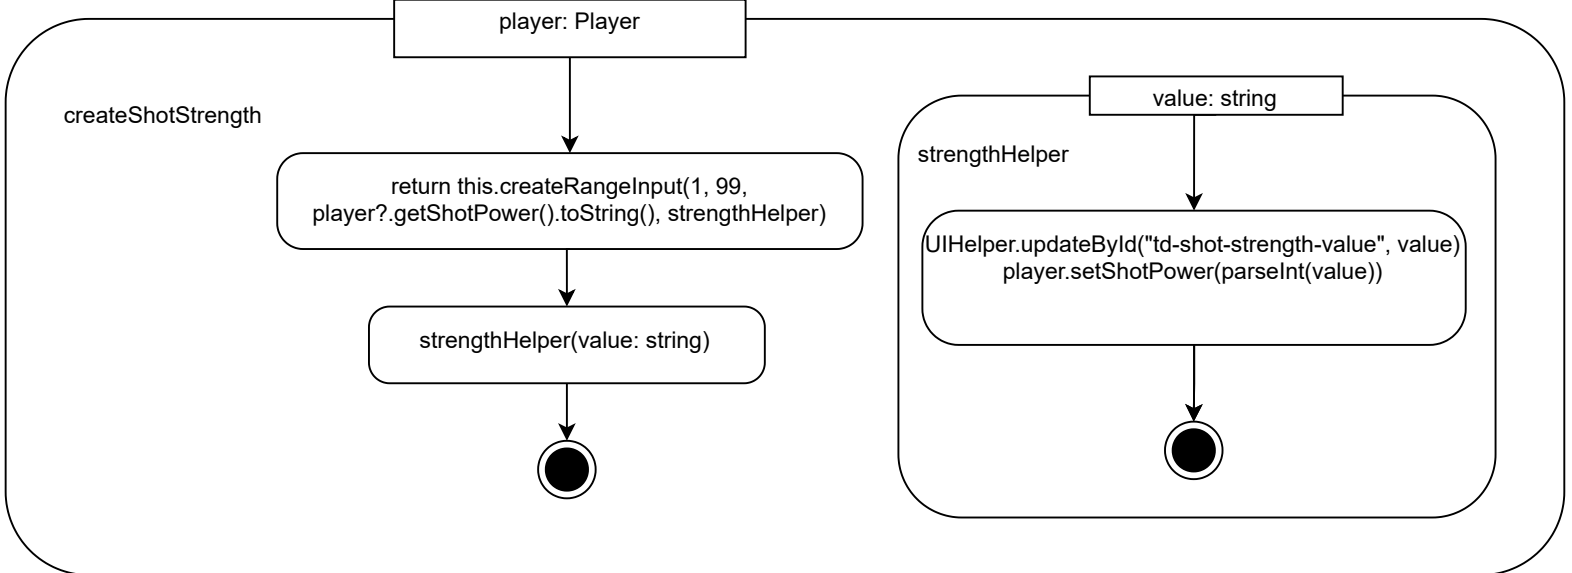 player: Player
createShotStrength
return this.createRangeInput(1, 99,
player?.getShotPower().toString(), strengthHelper)
strengthHelper(value: string)
value: string
strengthHelper
UIHelper.updateById("td-shot-strength-value", value)
player.setShotPower(parseInt(value))